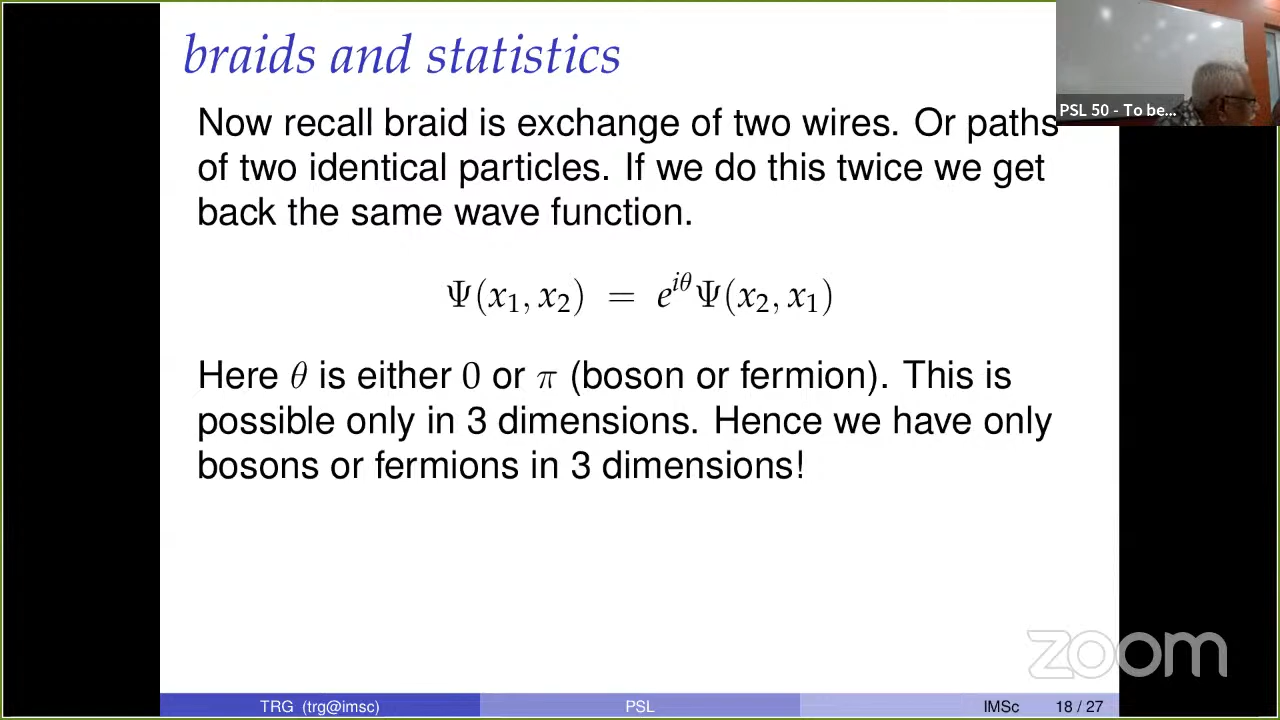 braids and statistics
PSL 50 - To be...
Now recall braid is exchange of two wires. Or paths
of two identical particles. If we do this twice we get
back the same wave function.
Ψ(x₁, x₂) = e^{iθ}Ψ(x₂, x₁)
Here θ is either 0 or π (boson or fermion). This is
possible only in 3 dimensions. Hence we have only
bosons or fermions in 3 dimensions!
zoom
TRG (trg@imsc) PSL IMSc 18 / 27